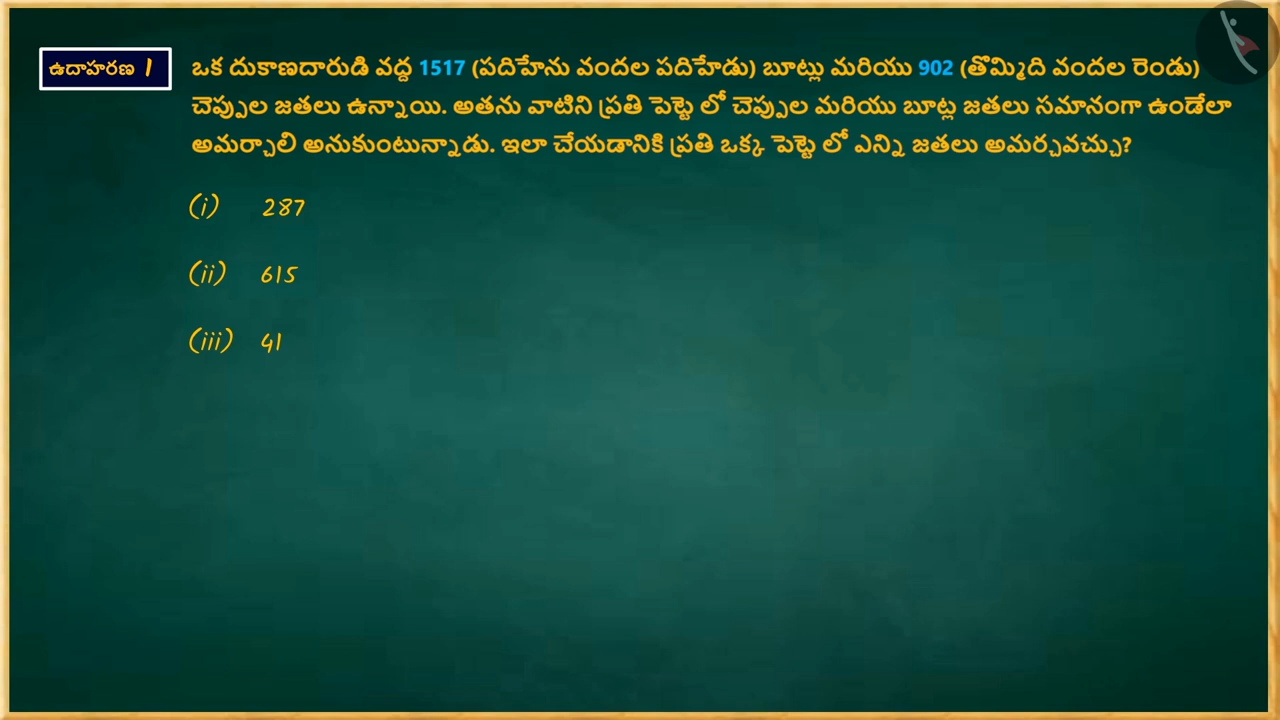 ఉదాహరణ 1
ఒక దుకాణదారుడి వద్ద 1517 (పదిహేను వందల పదిహేడు) బూట్లు మరియు 902 (తొమ్మిది వందల రెండు)
చెప్పుల జతలు ఉన్నాయి. అతను వాటిని ప్రతి పెట్టె లో చెప్పుల మరియు బూట్ల జతలు సమానంగా ఉండేలా
అమర్చాలి అనుకుంటున్నాడు. ఇలా చేయడానికి ప్రతి ఒక్క పెట్టె లో ఎన్ని జతలు అమర్చవచ్చు?
(i) 287
(ii) 615
(iii) 41